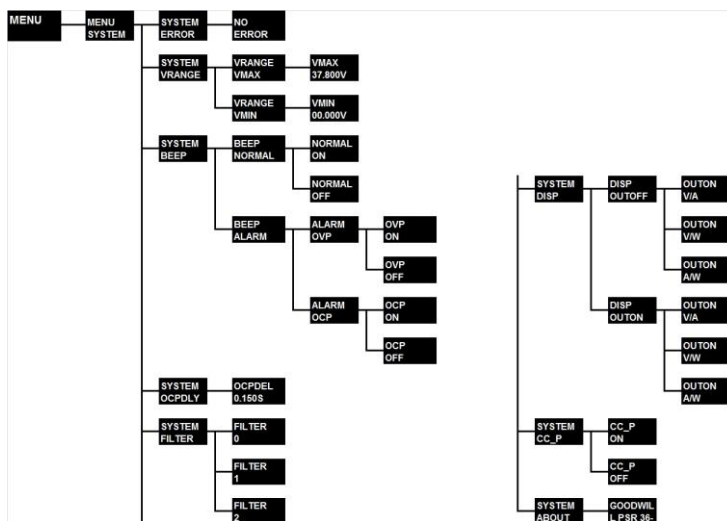 MENU
MENU
SYSTEM
SYSTEM
ERROR
NO
ERROR
SYSTEM
VRANGE
VRANGE
VMAX
VMAX
37.800V
VRANGE
VMIN
VMIN
00.000V
SYSTEM
BEEP
BEEP
NORMAL
NORMAL
ON
NORMAL
OFF
BEEP
ALARM
ALARM
OVP
OVP
ON
OVP
OFF
ALARM
OCP
OCP
ON
OCP
OFF
SYSTEM
OCPDLY
OCPDEL
0.150S
SYSTEM
FILTER
FILTER
0
FILTER
1
FILTER
2
SYSTEM
DISP
DISP
OUTOFF
OUTON
V/A
OUTON
V/W
OUTON
A/W
DISP
OUTON
OUTON
V/A
OUTON
V/W
OUTON
A/W
SYSTEM
CC_P
CC_P
ON
CC_P
OFF
SYSTEM
ABOUT
GOODWIL
L PSR 36-